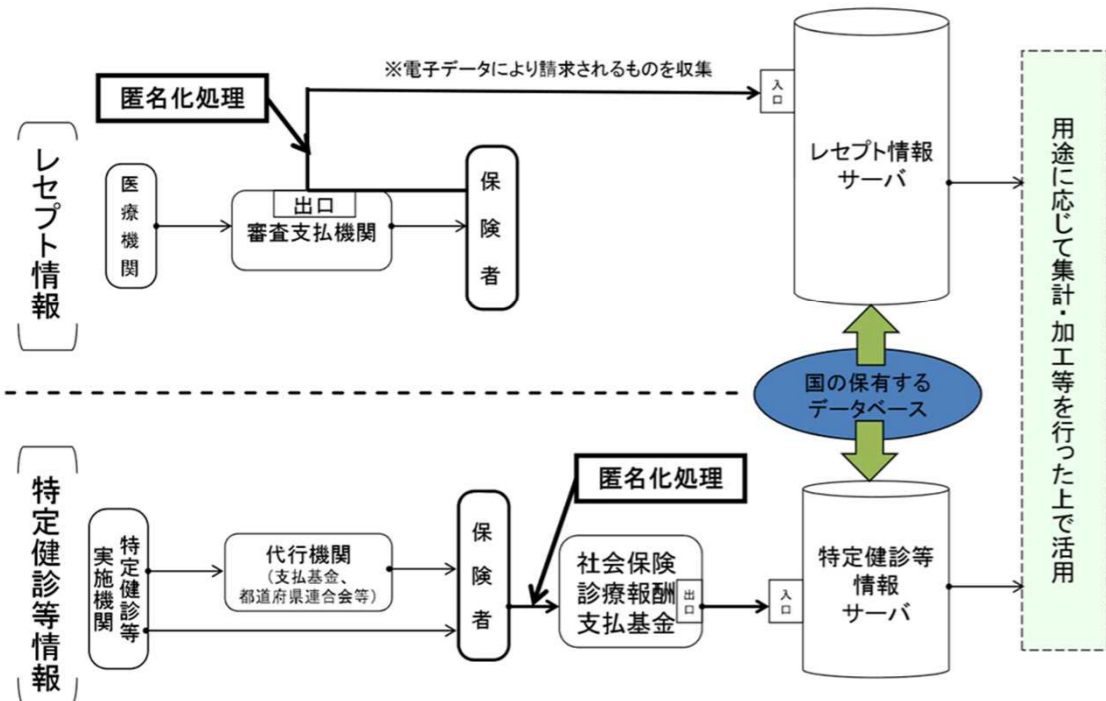 ※電子データにより請求されるものを収集
匿名化処理
レセプト情報
医療機関
出口
審査支払機関
保険者
入口
レセプト情報
サーバ
用途に応じて集計・加工等を行った上で活用
国の保有する
データベース
特定健診等情報
特定健診等
実施機関
代行機関
(支払基金、
都道府県連合会等)
保険者
匿名化処理
社会保険
診療報酬
支払基金
出口
入口
特定健診等
情報
サーバ